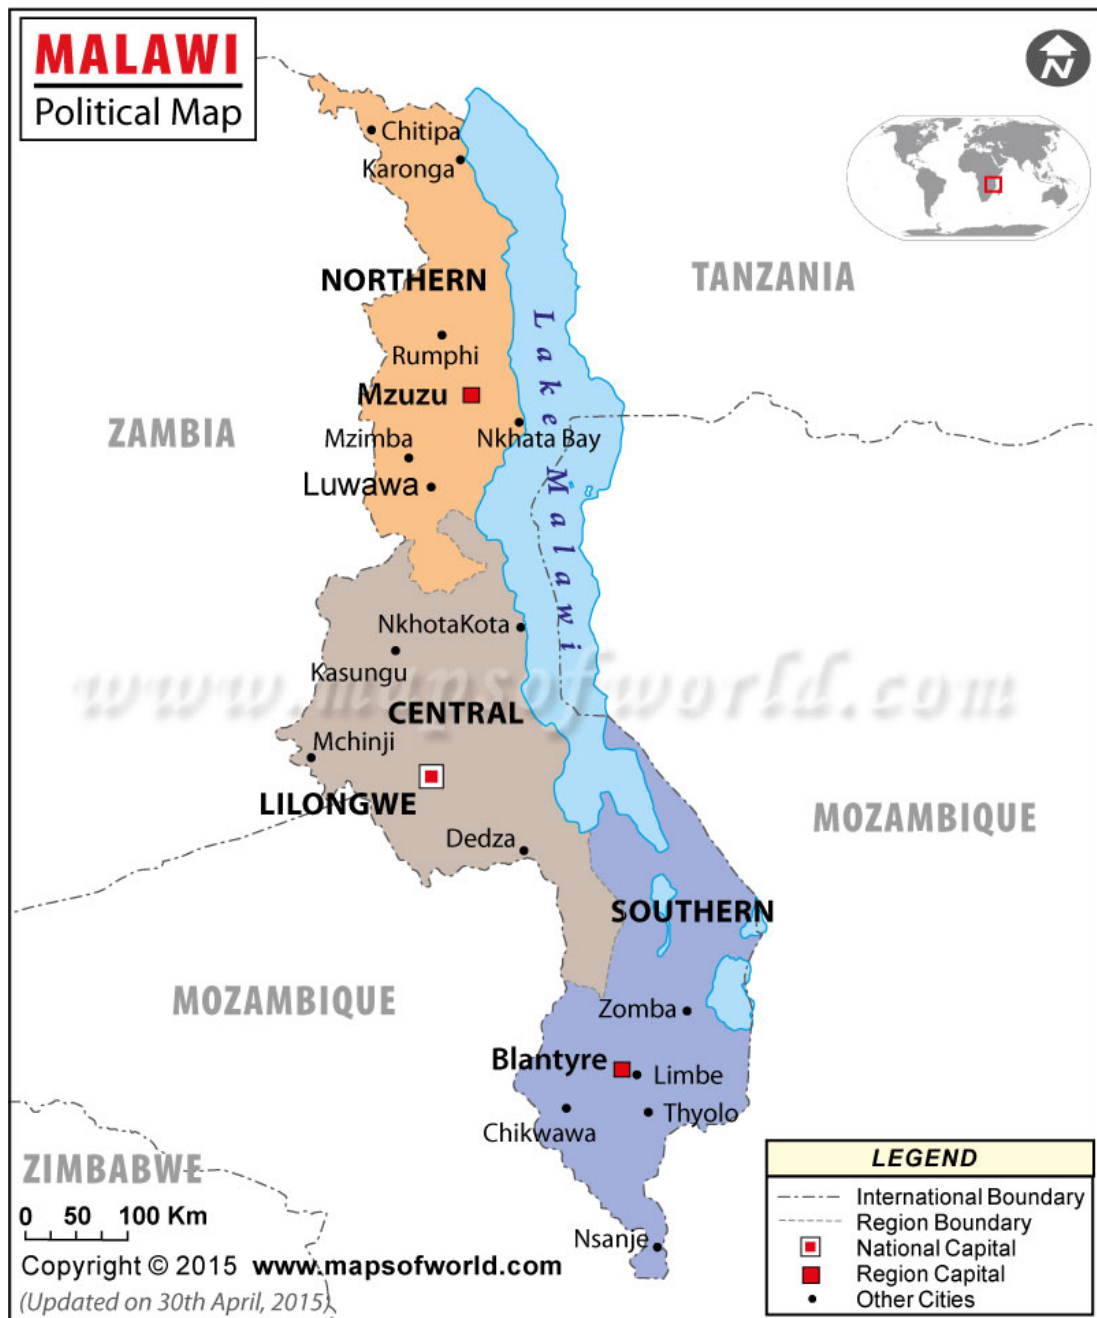 MALAWI
Political Map
N
Chitipa
Karonga
NORTHERN
TANZANIA
Rumphi
Mzuzu
ZAMBIA
Mzimba
Nkhata Bay
Luwawa
Lake Malawi
NkhotaKota
Kasungu
www.mapsofworld.com
CENTRAL
Mchinji
LILONGWE
MOZAMBIQUE
Dedza
SOUTHERN
MOZAMBIQUE
Zomba
Blantyre
Limbe
Thyolo
Chikwawa
ZIMBABWE
Nsanje
0 50 100 Km
Copyright © 2015 www.mapsofworld.com
(Updated on 30th April, 2015)
LEGEND
International Boundary
Region Boundary
National Capital
Region Capital
Other Cities